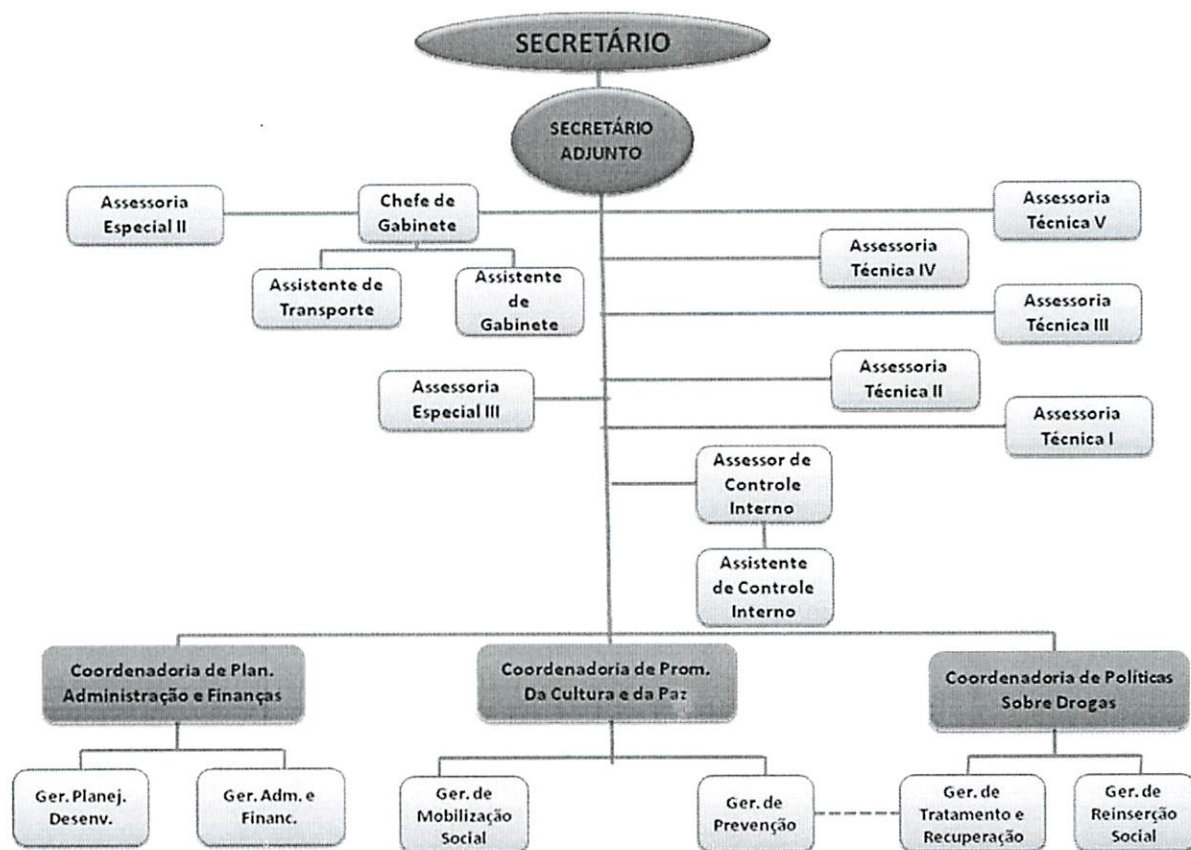 SECRETÁRIO
SECRETÁRIO
ADJUNTO
Assessoria
Especial II
Chefe de
Gabinete
Assessoria
Técnica V
Assessoria
Técnica IV
Assistente de
Transporte
Assistente
de
Gabinete
Assessoria
Técnica III
Assessoria
Especial III
Assessoria
Técnica II
Assessoria
Técnica I
Assessor de
Controle
Interno
Assistente
de Controle
Interno
Coordenadoria de Plan.
Administração e Finanças
Coordenadoria de Prom.
Da Cultura e da Paz
Coordenadoria de Políticas
Sobre Drogas
Ger. Planej.
Desenv.
Ger. Adm. e
Financ.
Ger. de
Mobilização
Social
Ger. de
Prevenção
Ger. de
Tratamento e
Recuperação
Ger. de
Reinserção
Social